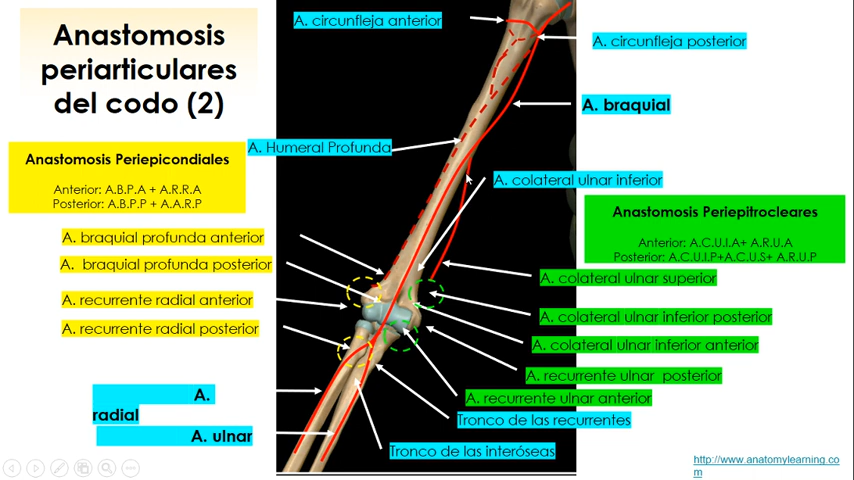 Anastomosis
periarticulares
del codo (2)
A. circunfleja anterior
A. circunfleja posterior
A. braquial
A. Humeral Profunda
A. colateral ulnar inferior
Anastomosis Periepicondiales
Anterior: A.B.P.A + A.R.R.A
Posterior: A.B.P.P + A.A.R.P
Anastomosis Periepitrocleares
Anterior: A.C.U.I.A+ A.R.U.A
Posterior: A.C.U.I.P+A.C.U.S+ A.R.U.P
A. braquial profunda anterior
A. braquial profunda posterior
A. recurrente radial anterior
A. recurrente radial posterior
A. colateral ulnar superior
A. colateral ulnar inferior posterior
A. colateral ulnar inferior anterior
A. recurrente ulnar posterior
A. recurrente ulnar anterior
Tronco de las recurrentes
Tronco de las interóseas
A.
radial
A. ulnar
http://www.anatomylearning.co
m